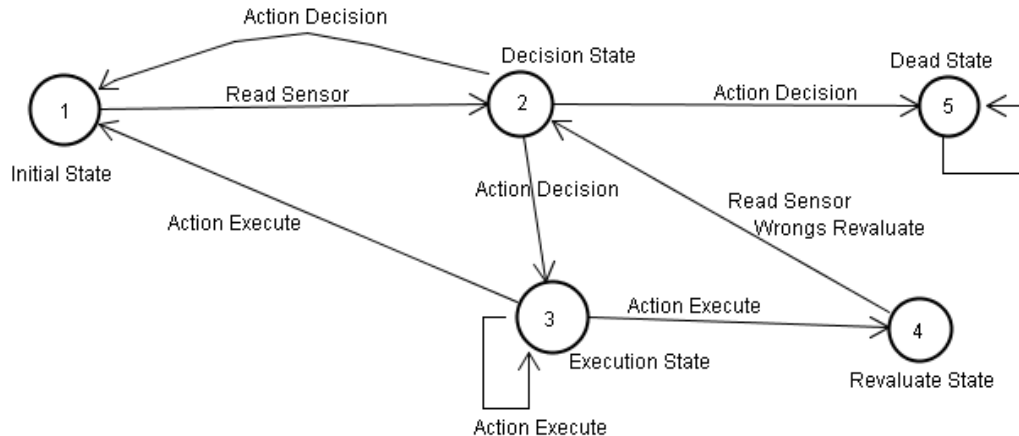 Action Decision
Decision State
Dead State
1
Read Sensor
2
Action Decision
5
Initial State
Action Decision
Action Execute
Read Sensor
Wrongs Revaluate
3
Action Execute
4
Execution State
Revaluate State
Action Execute